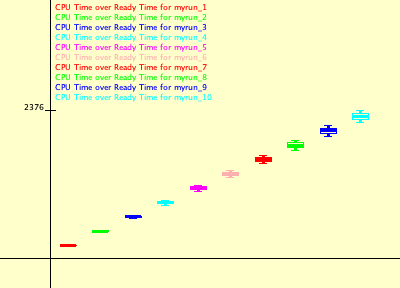 CPU Time over Ready Time for myrun_1
CPU Time over Ready Time for myrun_2
CPU Time over Ready Time for myrun_3
CPU Time over Ready Time for myrun_4
CPU Time over Ready Time for myrun_5
CPU Time over Ready Time for myrun_6
CPU Time over Ready Time for myrun_7
CPU Time over Ready Time for myrun_8
CPU Time over Ready Time for myrun_9
CPU Time over Ready Time for myrun_10
2376